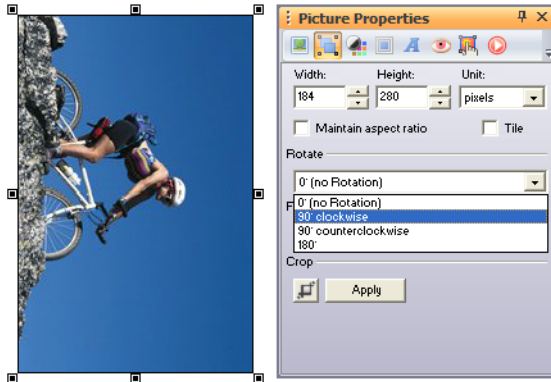 Picture Properties
A
Width: Height: Unit:
184 280 pixels
Maintain aspect ratio Tile
Rotate
0° (no Rotation)
0° (no Rotation)
F
90° clockwise
90° counterclockwise
180°
Crop
Apply